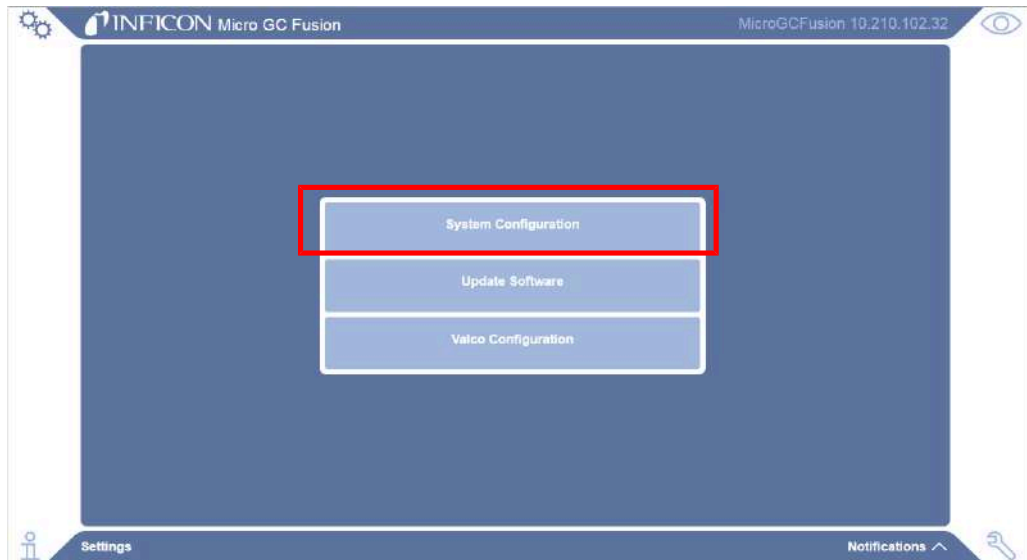 INFICON Micro GC Fusion
MicroGCFusion 10.210.102.32
System Configuration
Update Software
Valco Configuration
Settings
Notifications